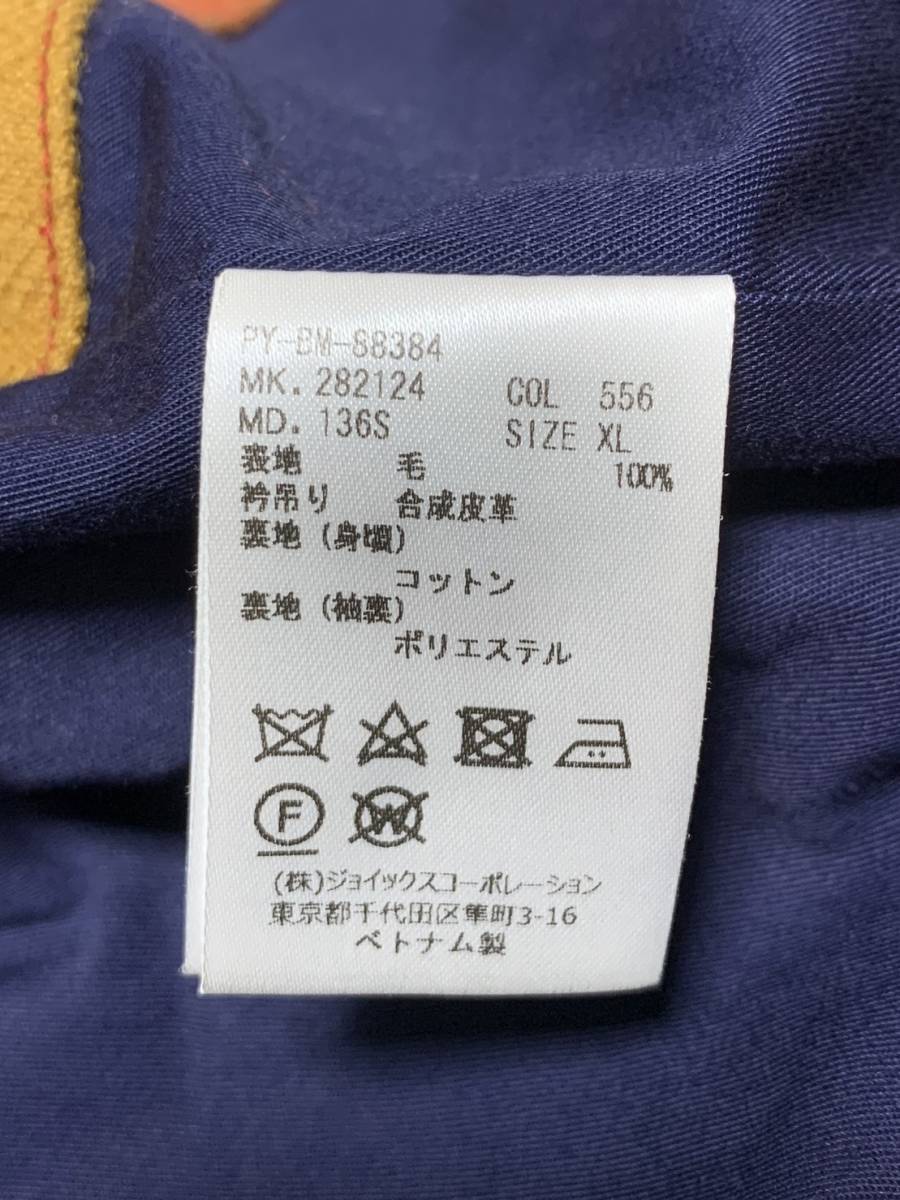 PY-BM-88384
MK. 282124 COL 556
MD. 136S SIZE XL
表地 毛 100%
衿吊り 合成皮革
裏地(身頃)
コットン
裏地(袖裏)
ポリエステル
F W
(株)ジョイックスコーポレーション
東京都千代田区隼町3-16
ベトナム製